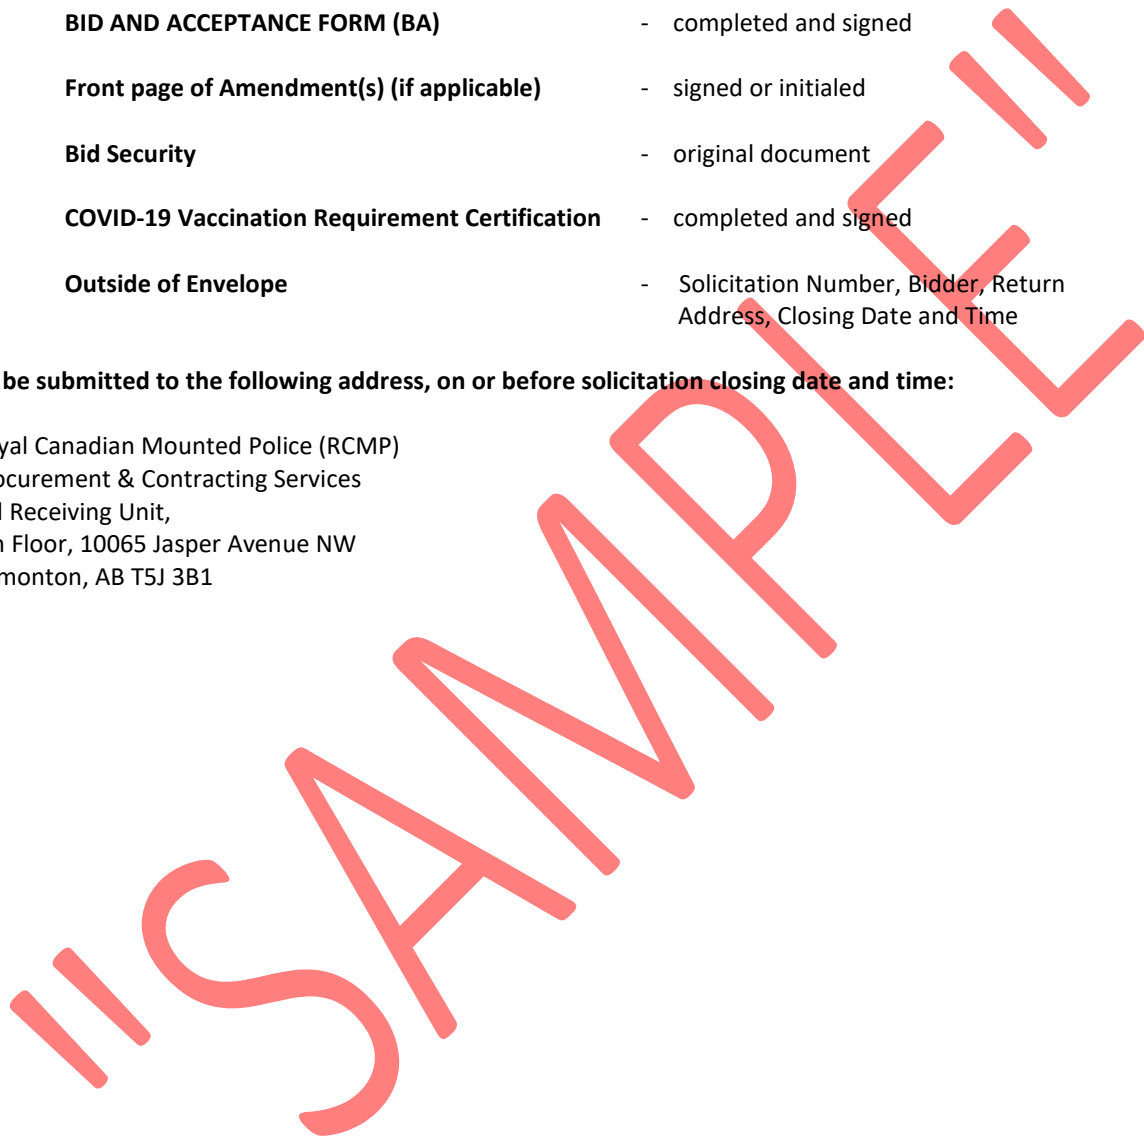 BID AND ACCEPTANCE FORM (BA) - completed and signed
Front page of Amendment(s) (if applicable) - signed or initialed
Bid Security - original document
COVID-19 Vaccination Requirement Certification - completed and signed
Outside of Envelope - Solicitation Number, Bidder, Return
Address, Closing Date and Time
be submitted to the following address, on or before solicitation closing date and time:
yal Canadian Mounted Police (RCMP)
ocurement & Contracting Services
Receiving Unit,
Floor, 10065 Jasper Avenue NW
monton, AB T5J 3B1
"SAMPLE"